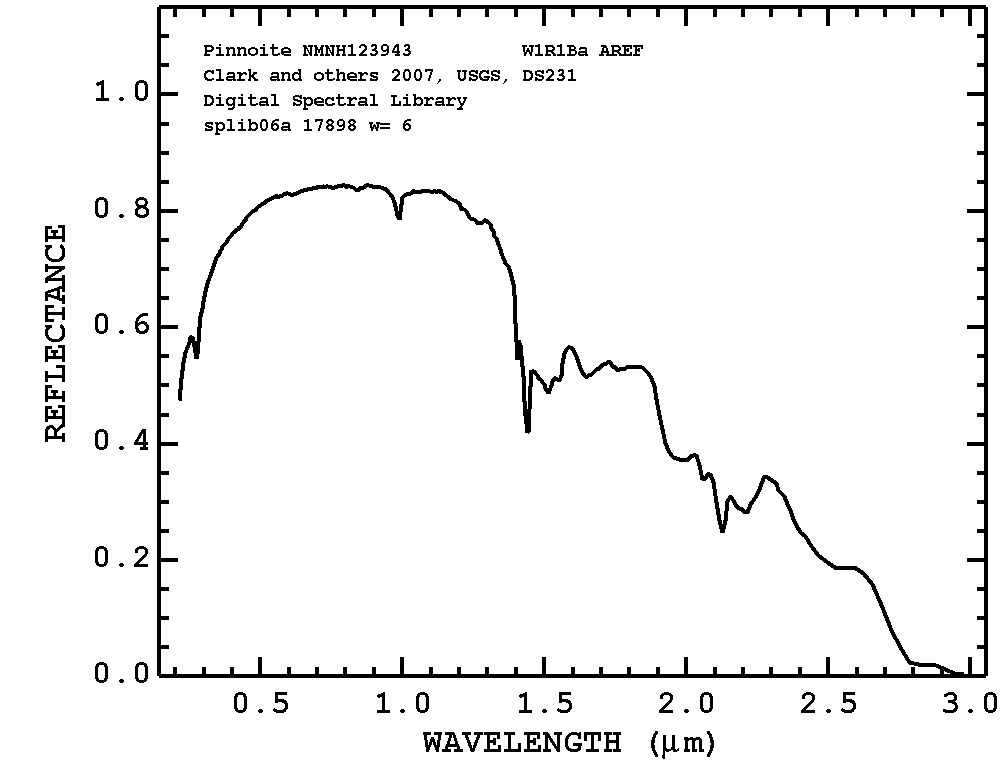 Pinnoite NMNH123943 W1R1Ba AREF
Clark and others 2007, USGS, DS231
Digital Spectral Library
splib06a 17898 w= 6
1.0
0.8
0.6
0.4
0.2
0.0
REFLECTANCE
0.5 1.0 1.5 2.0 2.5 3.0
WAVELENGTH (μm)